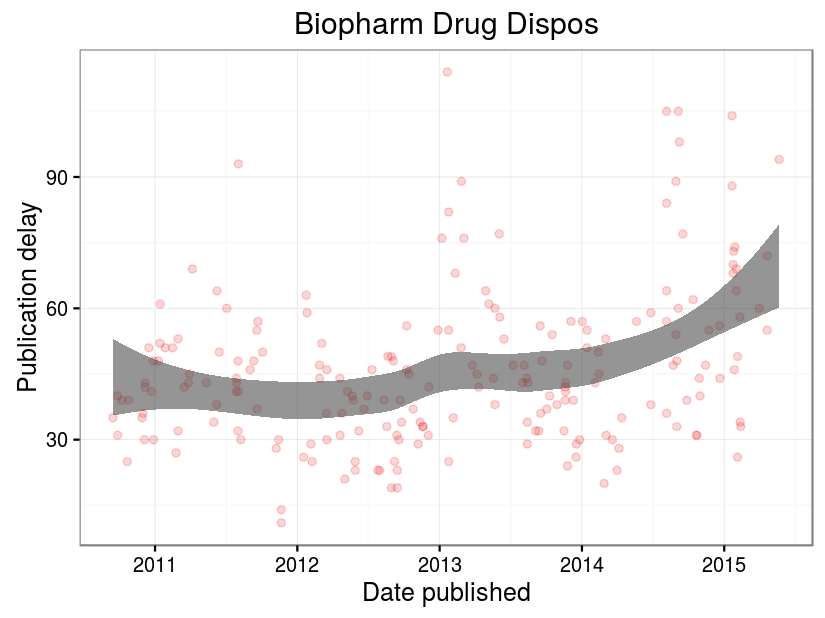 Biopharm Drug Dispos
Publication delay
90
60
30
2011 2012 2013 2014 2015
Date published